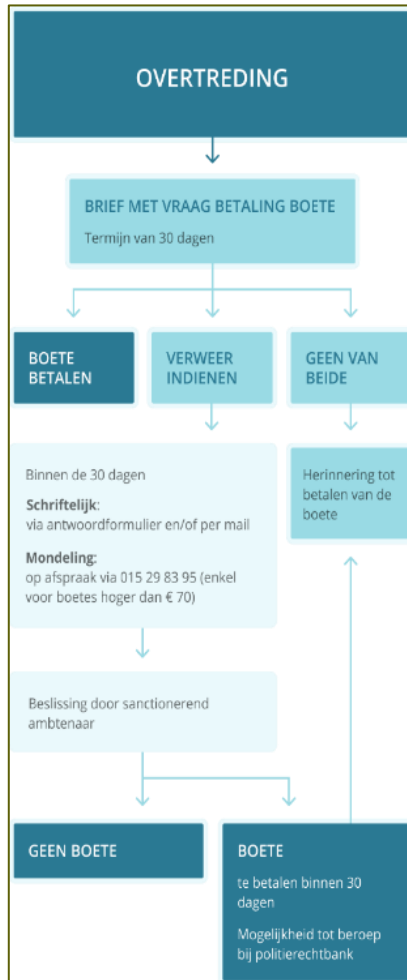 OVERTREDING
BRIEF MET VRAAG BETALING BOETE
Termijn van 30 dagen
BOETE
BETALEN
VERWEER
INDIENEN
GEEN VAN
BEIDE
Binnen de 30 dagen
Schriftelijk:
via antwoordformulier en/of per mail
Mondeling:
op afspraak via 015 29 83 95 (enkel
voor boetes hoger dan € 70)
Herinnering tot
betalen van de
boete
Beslissing door sanctionerend
ambtenaar
GEEN BOETE
BOETE
te betalen binnen 30
dagen
Mogelijkheid tot beroep
bij politierechtbank